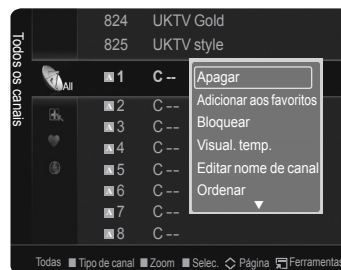 824 UKTV Gold
825 UKTV style
Todos os canais
All
A 1 C --
A 2 C --
A 3 C --
A 4 C --
A 5 C --
A 6 C --
A 7 C --
A 8 C --
Apagar
Adicionar aos favoritos
Bloquear
Visual. temp.
Editar nome de canal
Ordenar
Todas Tipo de canal Zoom Selec. Página Ferramentas